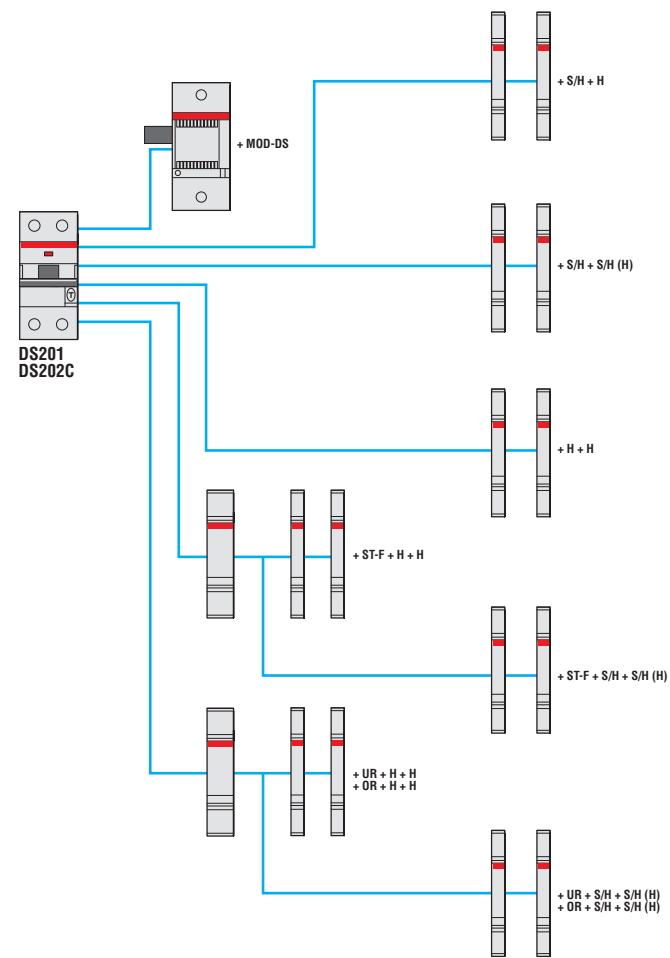 + S/H + H
+ MOD-DS
+ S/H + S/H (H)
T
DS201
DS202C
+ H + H
+ ST-F + H + H
+ ST-F + S/H + S/H (H)
+ UR + H + H
+ OR + H + H
+ UR + S/H + S/H (H)
+ OR + S/H + S/H (H)